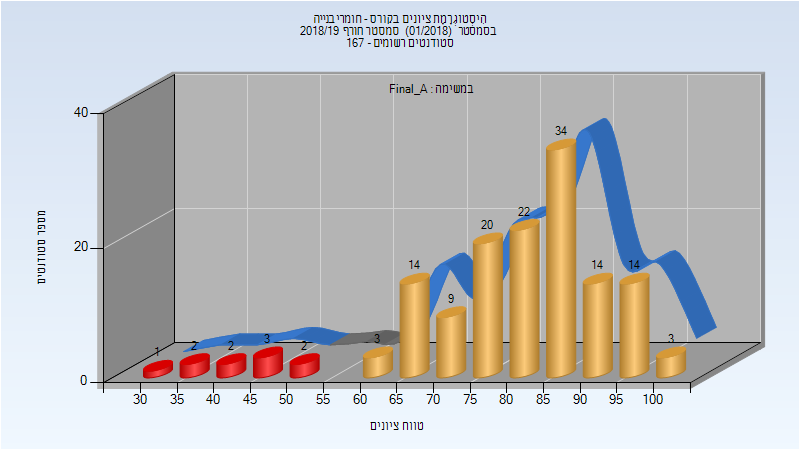 היסטוגרמת ציונים בקורס - חומרי בנייה
בסמסטר (01/2018) סמסטר חורף 2018/19
סטודנטים רשומים - 167
במשימה : Final_A
מספר סטודנטים
40
20
0
1
2
2
3
2
3
14
9
20
22
34
14
14
3
30 35 40 45 50 55 60 65 70 75 80 85 90 95 100
טווח ציונים